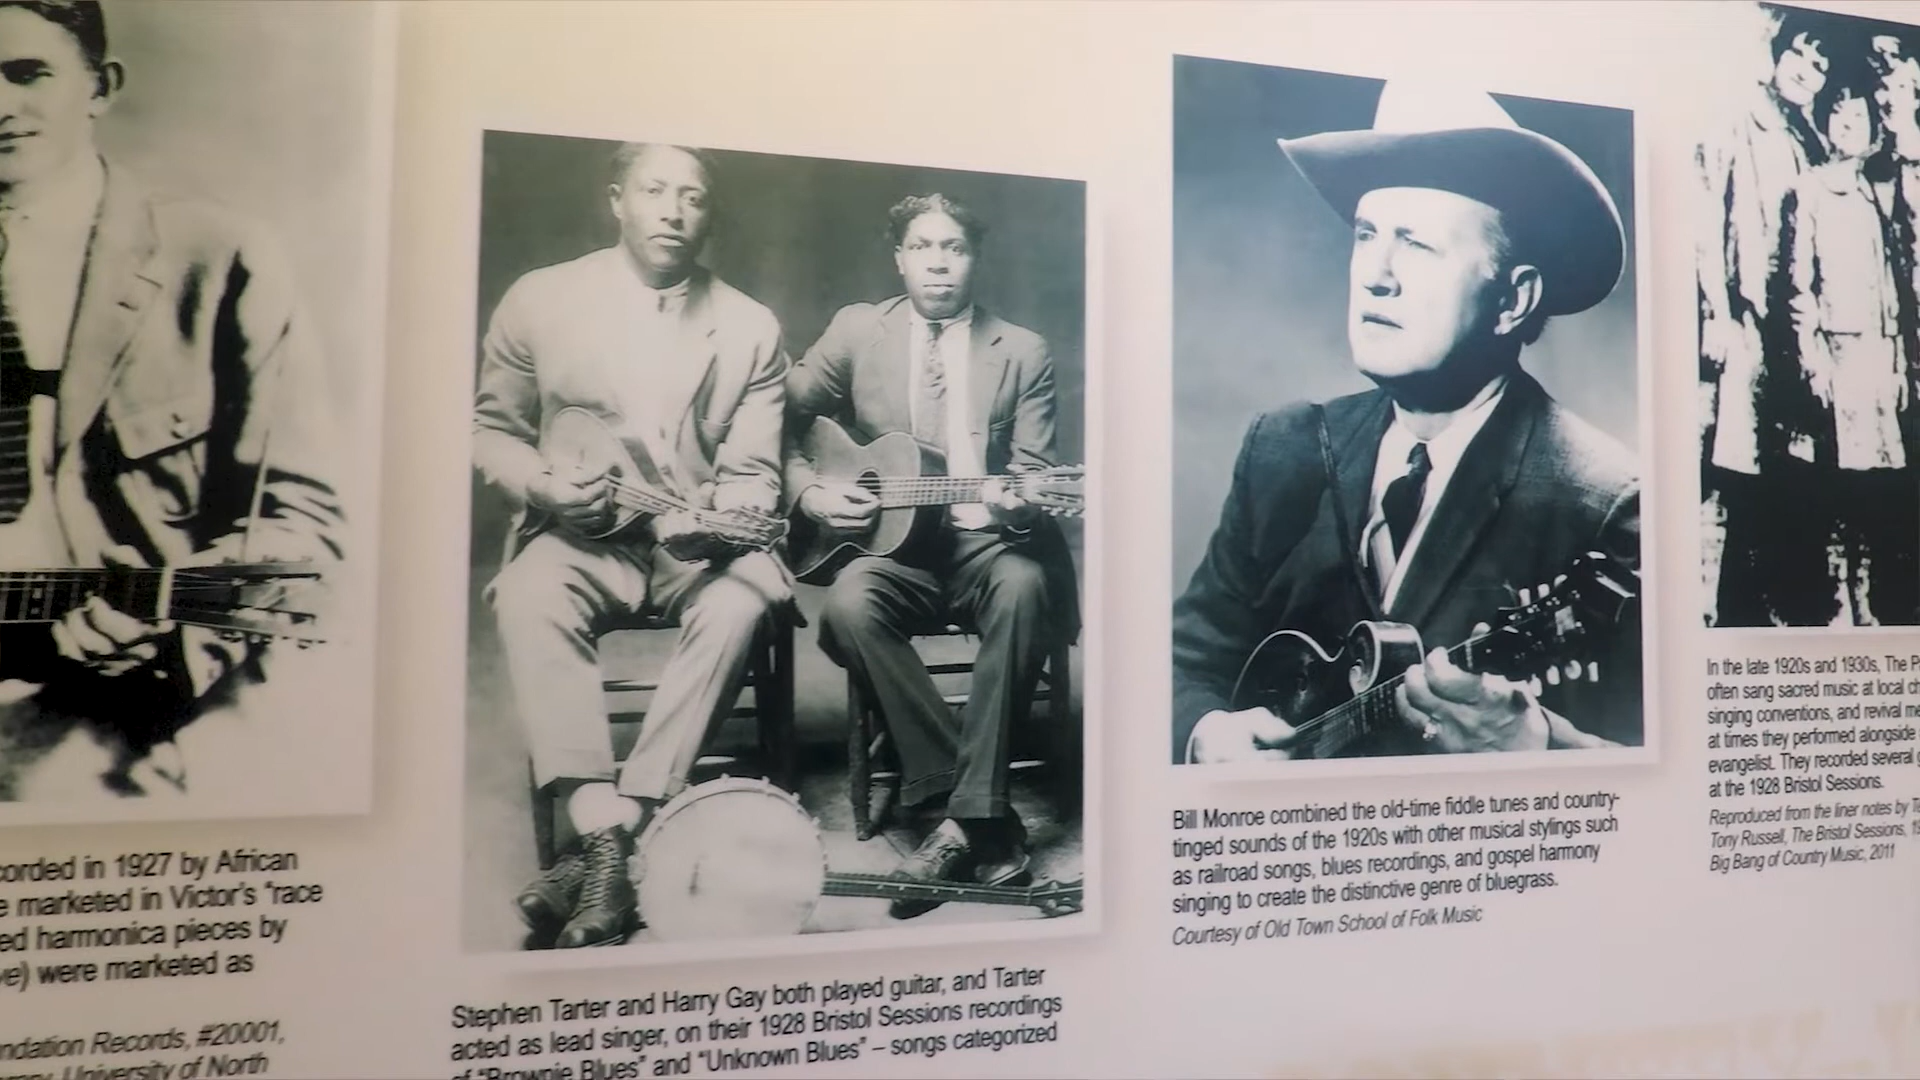 corded in 1927 by African
e marketed in Victor's "race
ed harmonica pieces by
ve) were marketed as
ndation Records, #20001,
University of North
Stephen Tarter and Harry Gay both played guitar, and Tarter
acted as lead singer, on their 1928 Bristol Sessions recordings
of "Brownie Blues" and "Unknown Blues" – songs categorized
Bill Monroe combined the old-time fiddle tunes and country-
tinged sounds of the 1920s with other musical stylings such
as railroad songs, blues recordings, and gospel harmony
singing to create the distinctive genre of bluegrass.
Courtesy of Old Town School of Folk Music
In the late 1920s and 1930s, The P
often sang sacred music at local ch
singing conventions, and revival me
at times they performed alongside
evangelist. They recorded several g
at the 1928 Bristol Sessions.
Reproduced from the liner notes by T
Tony Russell, The Bristol Sessions, 19
Big Bang of Country Music, 2011